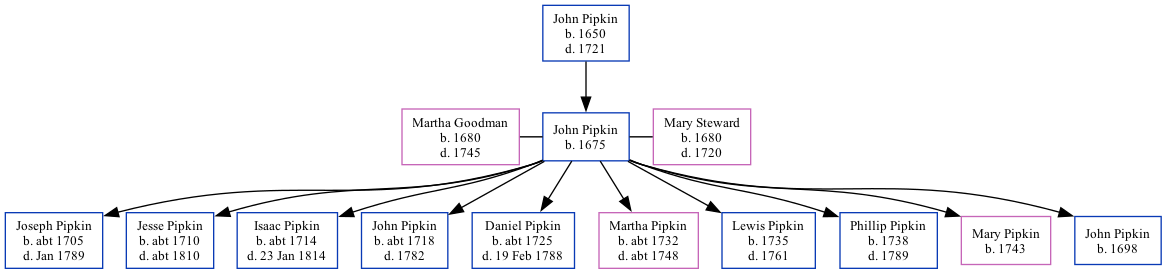 John Pipkin
b. 1650
d. 1721
Martha Goodman
b. 1680
d. 1745
John Pipkin
b. 1675
Mary Steward
b. 1680
d. 1720
Joseph Pipkin
b. abt 1705
d. Jan 1789
Jesse Pipkin
b. abt 1710
d. abt 1810
Isaac Pipkin
b. abt 1714
d. 23 Jan 1814
John Pipkin
b. abt 1718
d. 1782
Daniel Pipkin
b. abt 1725
d. 19 Feb 1788
Martha Pipkin
b. abt 1732
d. abt 1748
Lewis Pipkin
b. 1735
d. 1761
Phillip Pipkin
b. 1738
d. 1789
Mary Pipkin
b. 1743
John Pipkin
b. 1698